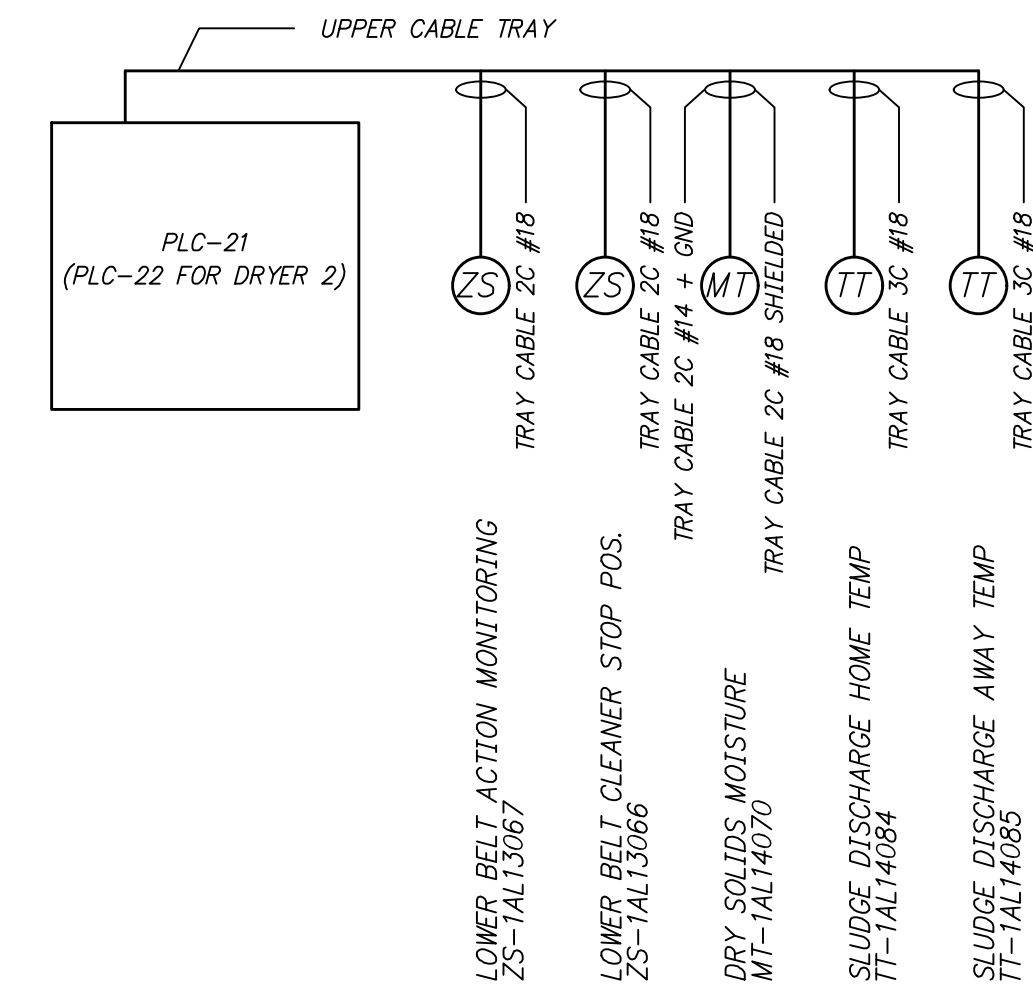 UPPER CABLE TRAY
PLC-21
(PLC-22 FOR DRYER 2)
ZS
TRAY CABLE 2C #18
ZS
TRAY CABLE 2C #18
TRAY CABLE 2C #14 + GND
MT
TRAY CABLE 2C #18 SHIELDED
TT
TRAY CABLE 3C #18
TT
TRAY CABLE 3C #18
LOWER BELT ACTION MONITORING
ZS-1AL13067
LOWER BELT CLEANER STOP POS.
ZS-1AL13066
DRY SOLIDS MOISTURE
MT-1AL14070
SLUDGE DISCHARGE HOME TEMP
TT-1AL14084
SLUDGE DISCHARGE AWAY TEMP
TT-1AL14085